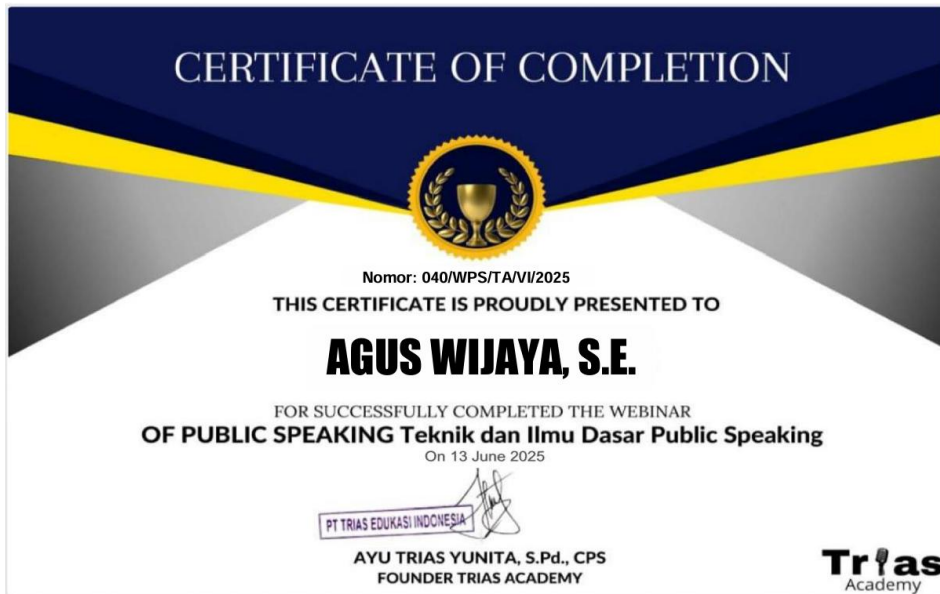 CERTIFICATE OF COMPLETION
Nomor: 040/WPS/TA/VI/2025
THIS CERTIFICATE IS PROUDLY PRESENTED TO
AGUS WIJAYA, S.E.
FOR SUCCESSFULLY COMPLETED THE WEBINAR
OF PUBLIC SPEAKING Teknik dan Ilmu Dasar Public Speaking
On 13 June 2025
PT TRIAS EDUKASI INDONESIA
AYU TRIAS YUNITA, S.Pd., CPS
FOUNDER TRIAS ACADEMY
Trias
Academy